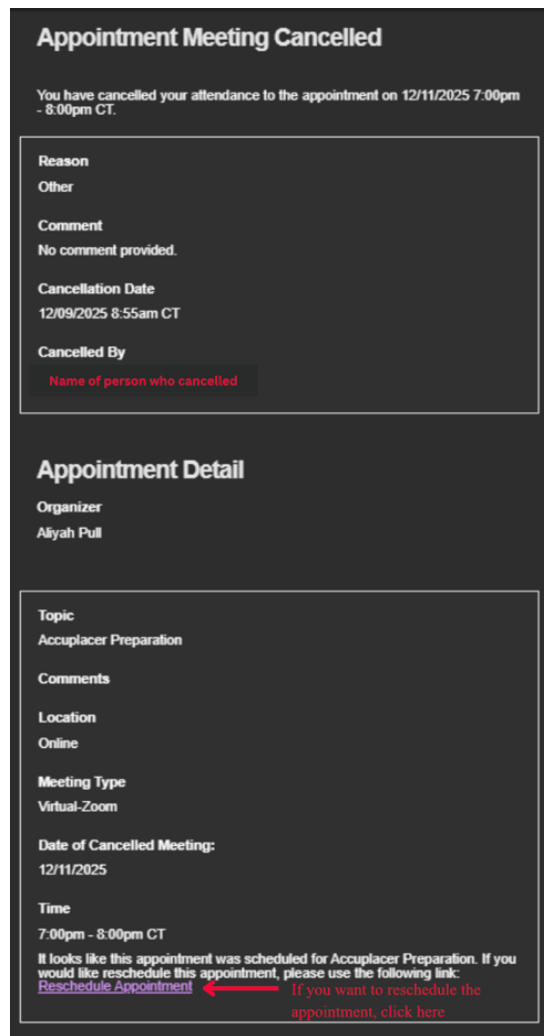 Appointment Meeting Cancelled
You have cancelled your attendance to the appointment on 12/11/2025 7:00pm
- 8:00pm CT.
Reason
Other
Comment
No comment provided.
Cancellation Date
12/09/2025 8:55am CT
Cancelled By
Name of person who cancelled
Appointment Detail
Organizer
Aliyah Pull
Topic
Accuplacer Preparation
Comments
Location
Online
Meeting Type
Virtual-Zoom
Date of Cancelled Meeting:
12/11/2025
Time
7:00pm - 8:00pm CT
It looks like this appointment was scheduled for Accuplacer Preparation. If you
would like reschedule this appointment, please use the following link:
Reschedule Appointment
If you want to reschedule the
appointment, click here